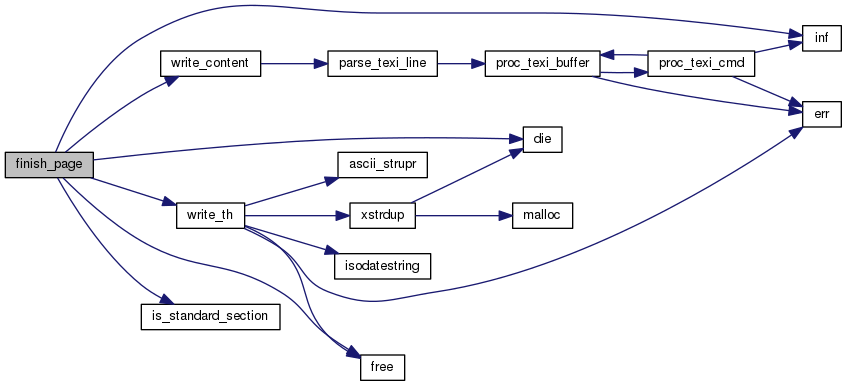 inf
write_content
parse_texi_line
proc_texi_buffer
proc_texi_cmd
err
die
finish_page
ascii_strupr
write_th
xstrdup
malloc
isodatestring
is_standard_section
free